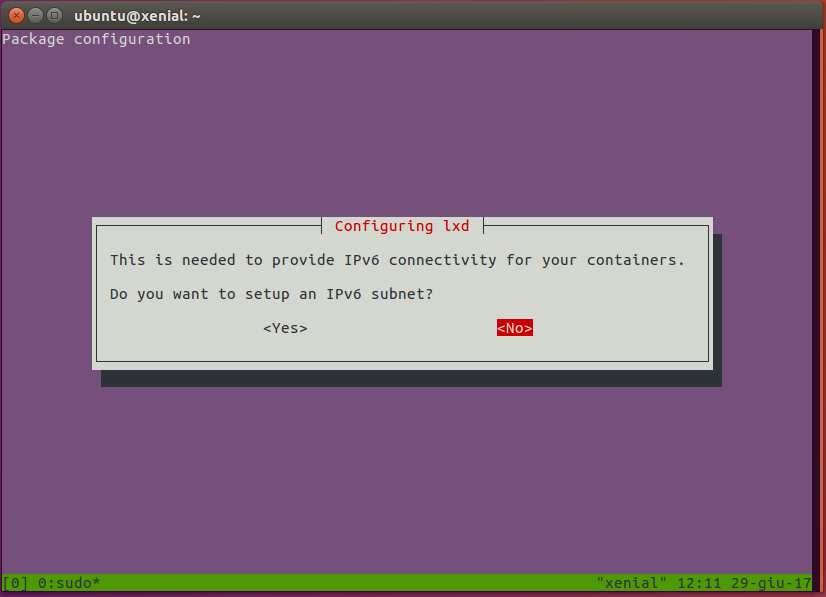 ubuntu@xenial: ~
Package configuration
Configuring lxd
This is needed to provide IPv6 connectivity for your containers.
Do you want to setup an IPv6 subnet?
<Yes> <No>
[0] 0:sudo* "xenial" 12:11 29-giu-17